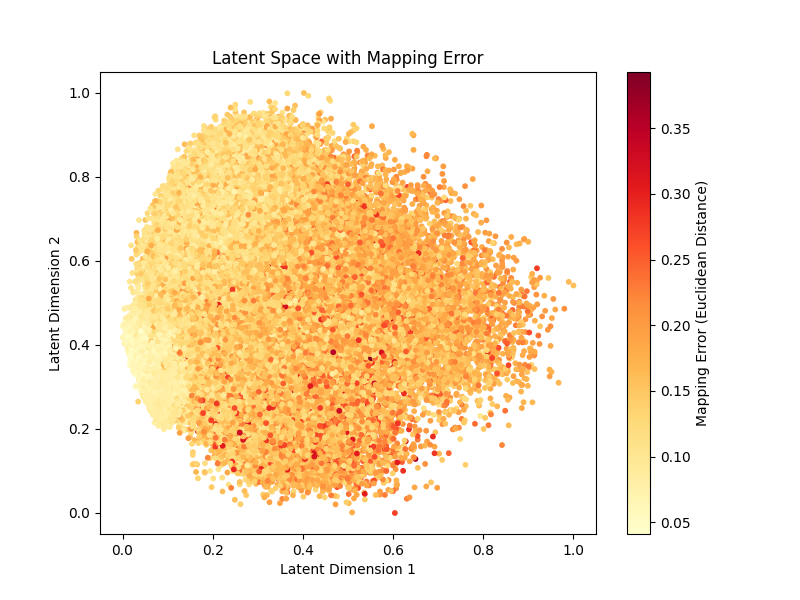 Latent Space with Mapping Error
Latent Dimension 2
1.0
0.8
0.6
0.4
0.2
0.0
0.0 0.2 0.4 0.6 0.8 1.0
Latent Dimension 1
0.35
0.30
0.25
0.20
0.15
0.10
0.05
Mapping Error (Euclidean Distance)